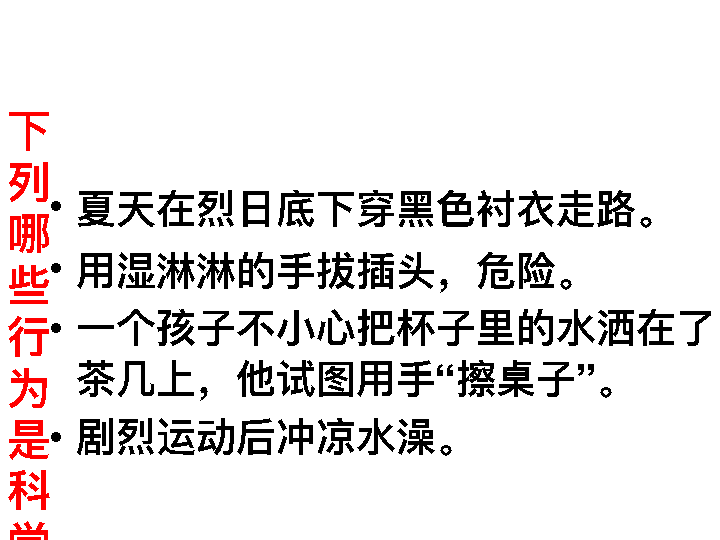 下列哪些行为是科
夏天在烈日底下穿黑色衬衣走路。
用湿淋淋的手拔插头，危险。
一个孩子不小心把杯子里的水洒在了
茶几上，他试图用手“擦桌子”。
剧烈运动后冲凉水澡。